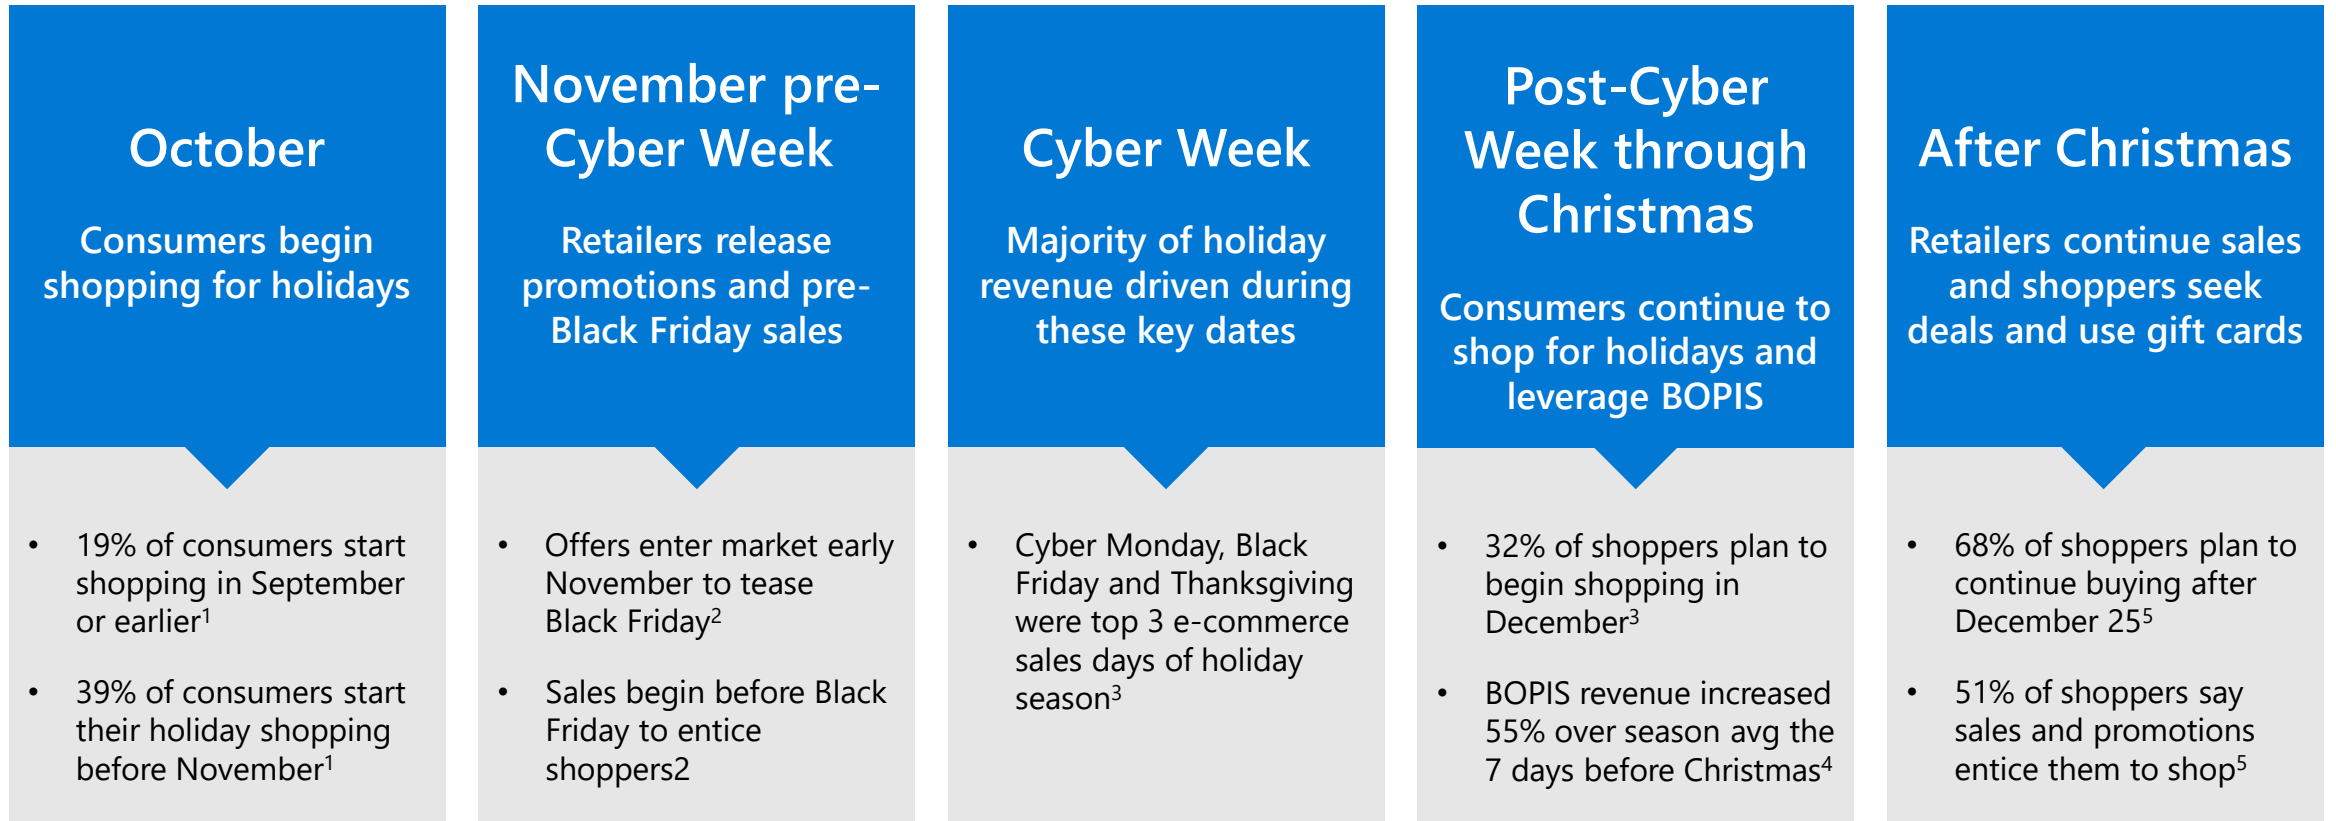 October
Consumers begin
shopping for holidays
• 19% of consumers start
shopping in September
or earlier¹
• 39% of consumers start
their holiday shopping
before November¹
November pre-
Cyber Week
Retailers release
promotions and pre-
Black Friday sales
• Offers enter market early
November to tease
Black Friday²
• Sales begin before Black
Friday to entice
shoppers2
Cyber Week
Majority of holiday
revenue driven during
these key dates
• Cyber Monday, Black
Friday and Thanksgiving
were top 3 e-commerce
sales days of holiday
season³
Post-Cyber
Week through
Christmas
Consumers continue to
shop for holidays and
leverage BOPIS
• 32% of shoppers plan to
begin shopping in
December³
• BOPIS revenue increased
55% over season avg the
7 days before Christmas⁴
After Christmas
Retailers continue sales
and shoppers seek
deals and use gift cards
• 68% of shoppers plan to
continue buying after
December 25⁵
• 51% of shoppers say
sales and promotions
entice them to shop⁵